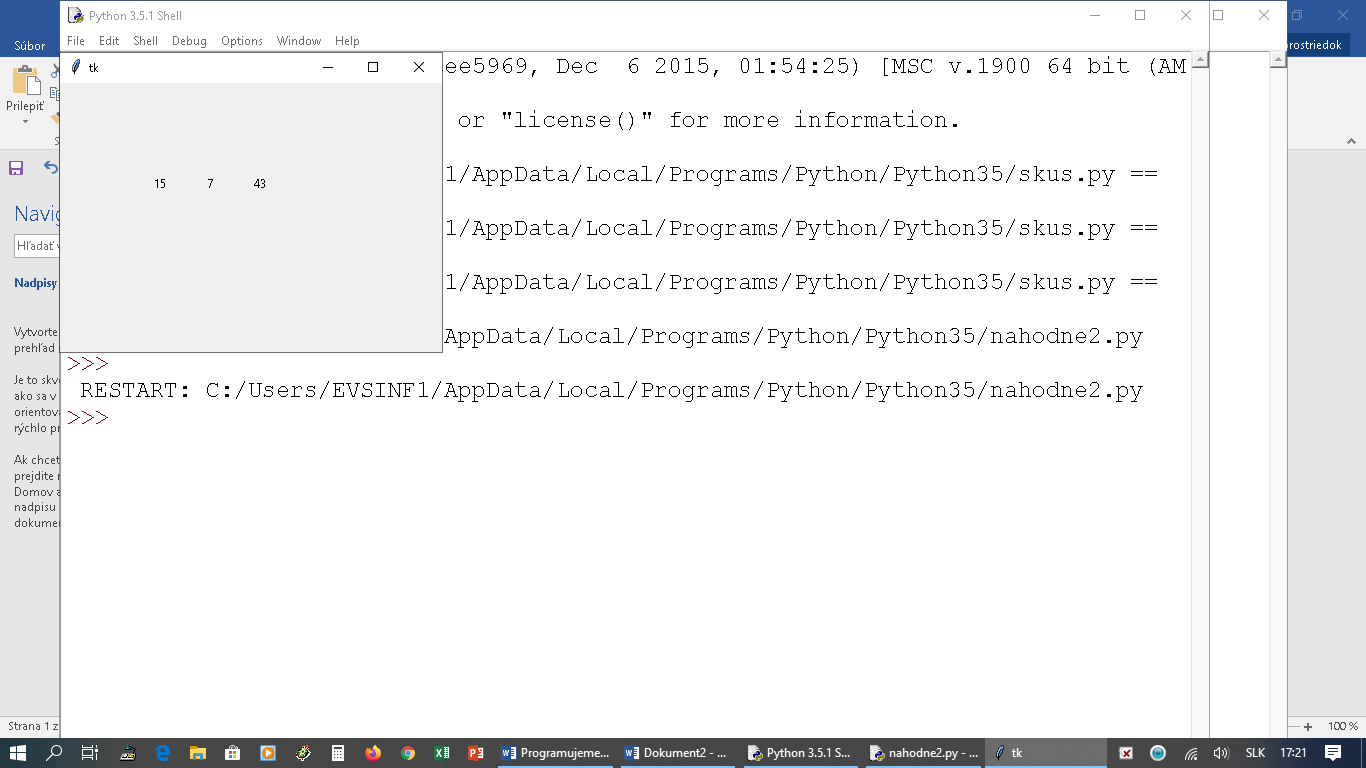 Python 3.5.1 Shell
File Edit Shell Debug Options Window Help
Súbor
rostriedok
Prilepiť
tk
15 7 43
ee5969, Dec  6 2015, 01:54:25) [MSC v.1900 64 bit (AM
or "license()" for more information.
1/AppData/Local/Programs/Python/Python35/skus.py ==
1/AppData/Local/Programs/Python/Python35/skus.py ==
1/AppData/Local/Programs/Python/Python35/skus.py ==
AppData/Local/Programs/Python/Python35/nahodne2.py
>>>
RESTART: C:/Users/EVSINF1/AppData/Local/Programs/Python/Python35/nahodne2.py
>>>
Navig
Hľadať v
Nadpisy
Vytvorte
prehľad
Je to skve
ako sa v
orientova
rýchlo pr
Ak chcet
prejdite
Domov a
nadpisu
dokumen
Strana 1 z
100 %
Programujeme...
Dokument2 - ...
Python 3.5.1 S...
nahodne2.py - ...
tk
SLK
17:21